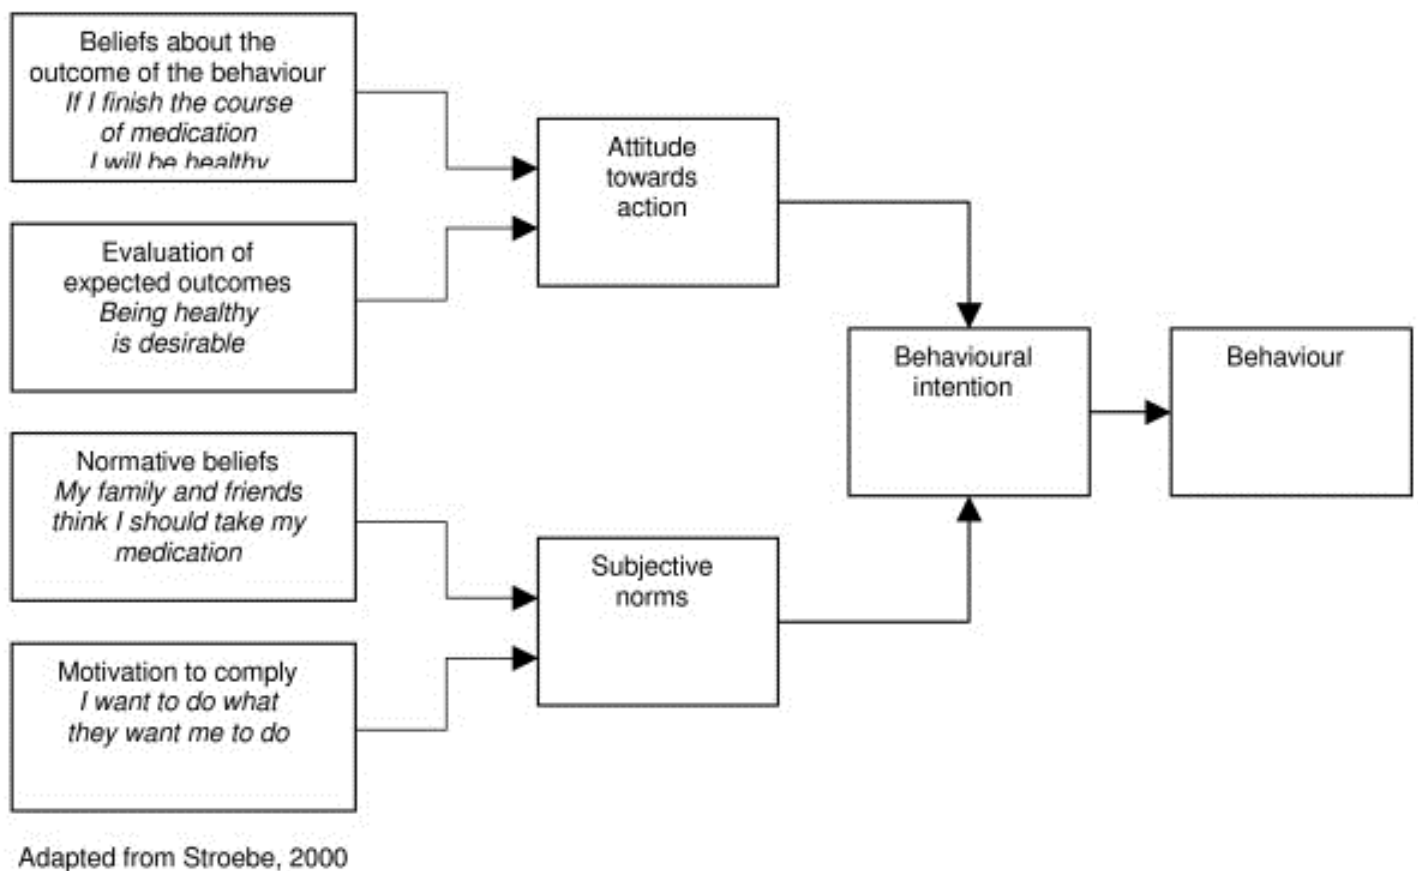 Beliefs about the
outcome of the behaviour
If I finish the course
of medication
I will be healthy
Evaluation of
expected outcomes
Being healthy
is desirable
Normative beliefs
My family and friends
think I should take my
medication
Motivation to comply
I want to do what
they want me to do
Attitude
towards
action
Subjective
norms
Behavioural
intention
Behaviour
Adapted from Stroebe, 2000